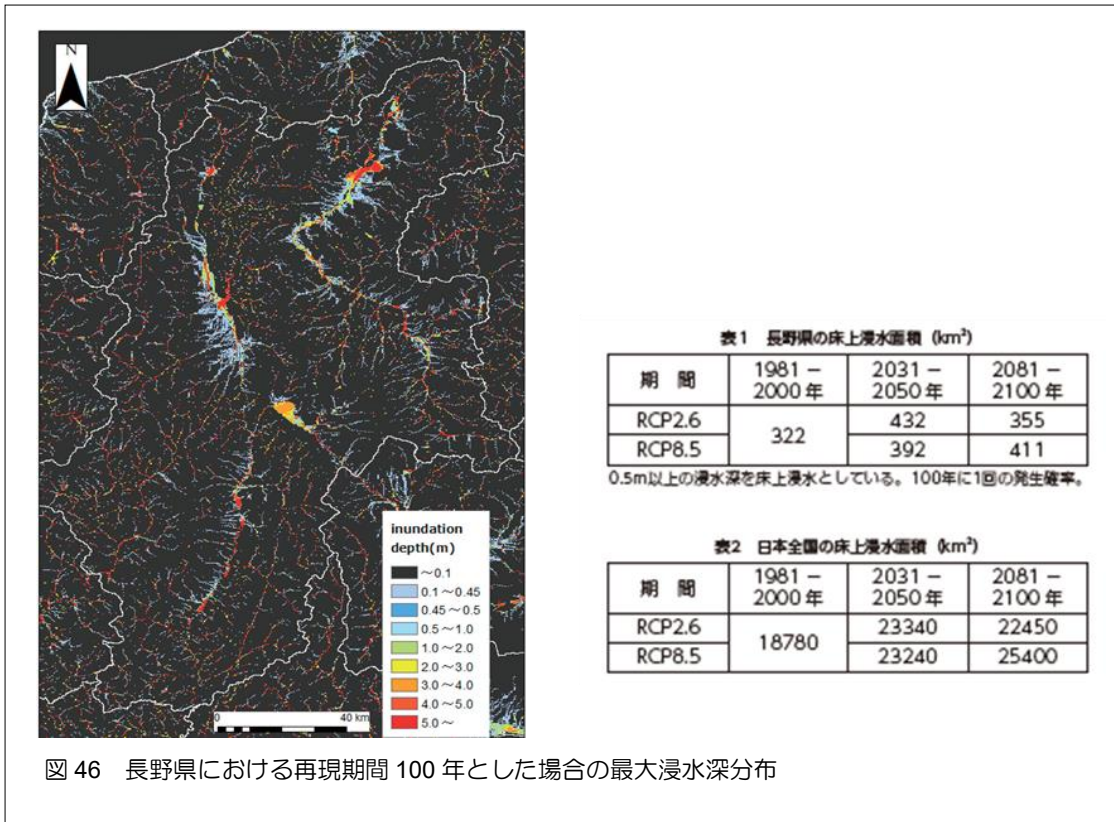 N
inundation
depth(m)
～0.1
0.1～0.45
0.45～0.5
0.5～1.0
1.0～2.0
2.0～3.0
3.0～4.0
4.0～5.0
5.0～
0 40 km
表1 長野県の床上浸水面積 (km²)
期 間 1981－2000年 2031－2050年 2081－2100年
RCP2.6 322 432 355
RCP8.5 392 411
0.5m以上の浸水深を床上浸水としている。100年に1回の発生確率。
表2 日本全国の床上浸水面積 (km²)
期 間 1981－2000年 2031－2050年 2081－2100年
RCP2.6 18780 23340 22450
RCP8.5 23240 25400
図 46 長野県における再現期間 100 年とした場合の最大浸水深分布